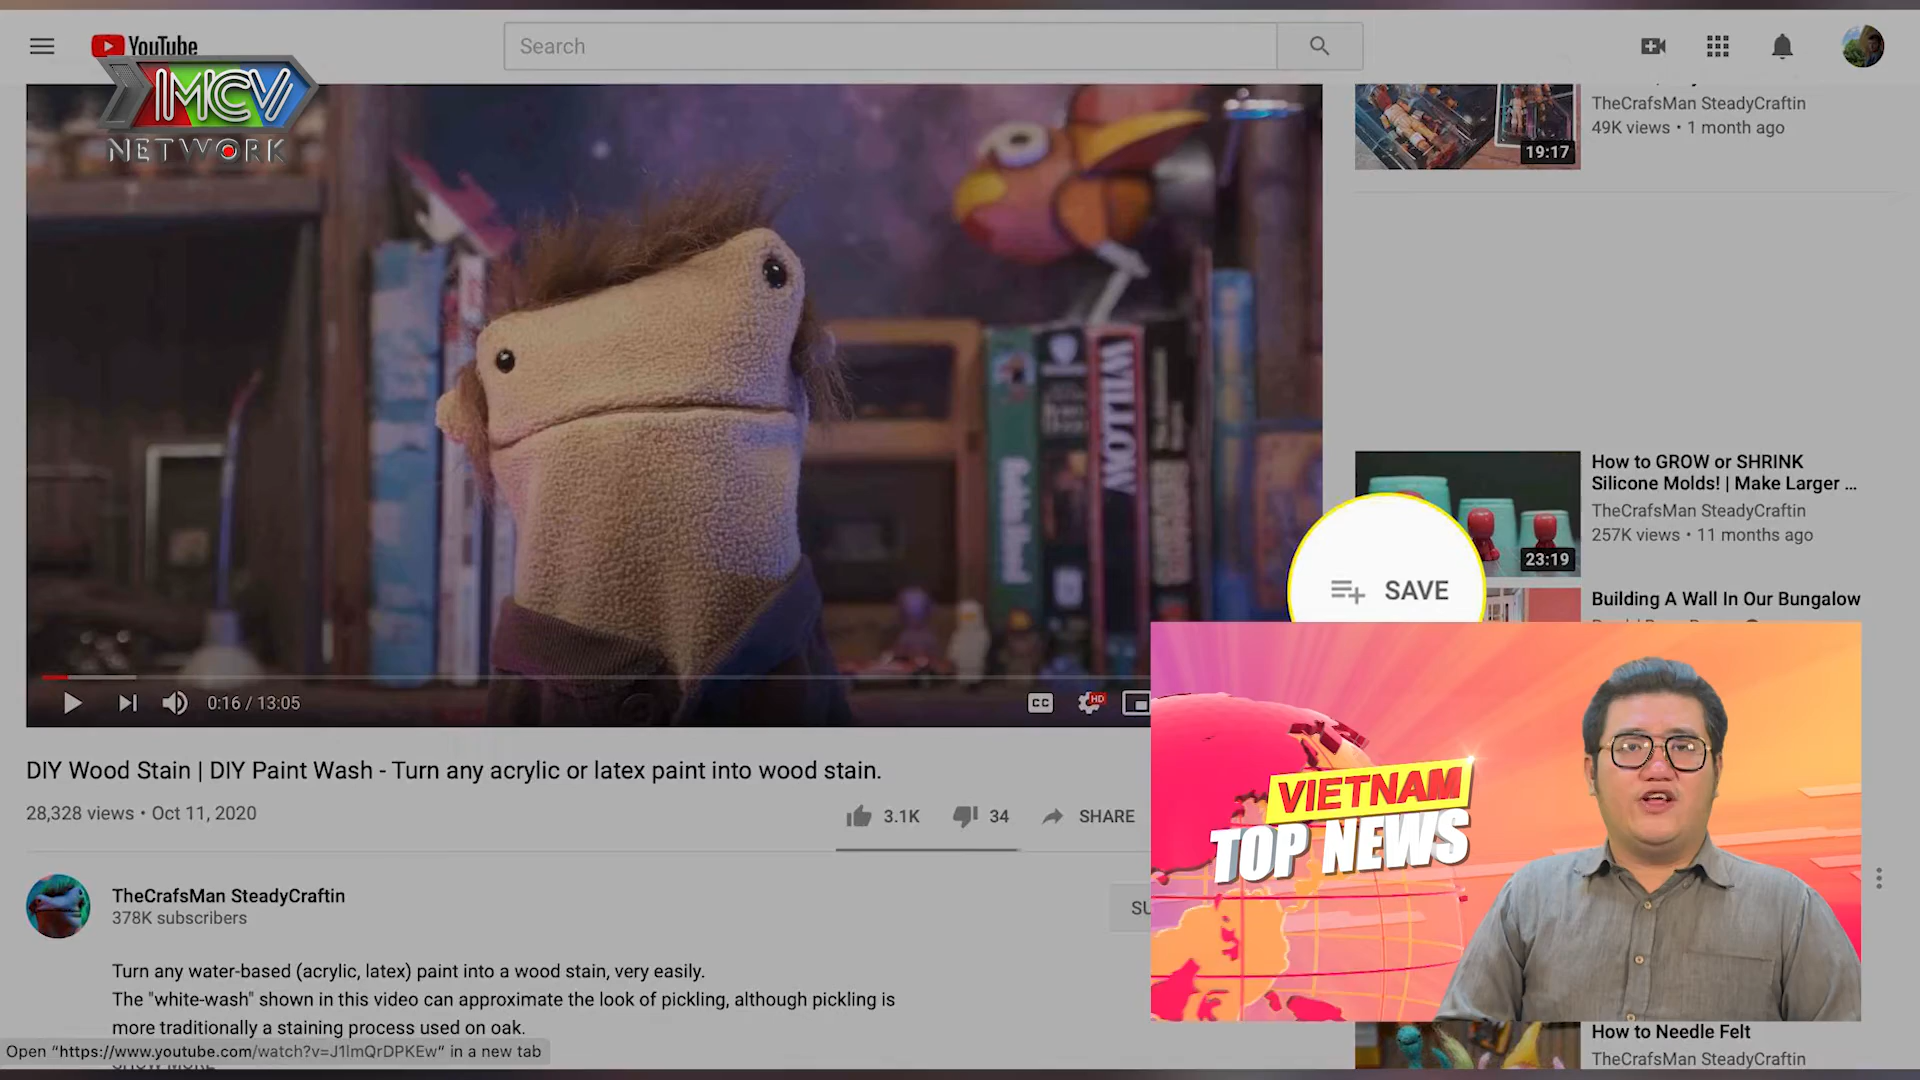 YouTube
Search
MCV
NETWORK
TheCrafsMan SteadyCraftin
49K views • 1 month ago
19:17
WILLOW
How to GROW or SHRINK
Silicone Molds! | Make Larger ...
TheCrafsMan SteadyCraftin
257K views • 11 months ago
23:19
SAVE
Building A Wall In Our Bungalow
0:16 / 13:05
CC
HD
DIY Wood Stain | DIY Paint Wash - Turn any acrylic or latex paint into wood stain.
28,328 views • Oct 11, 2020
3.1K
34
SHARE
VIETNAM
TOP NEWS
TheCrafsMan SteadyCraftin
378K subscribers
SU
Turn any water-based (acrylic, latex) paint into a wood stain, very easily.
The "white-wash" shown in this video can approximate the look of pickling, although pickling is
more traditionally a staining process used on oak.
Open “https://www.youtube.com/watch?v=J1lmQrDPKEw” in a new tab
SHOW MORE
How to Needle Felt
TheCrafsMan SteadyCraftin